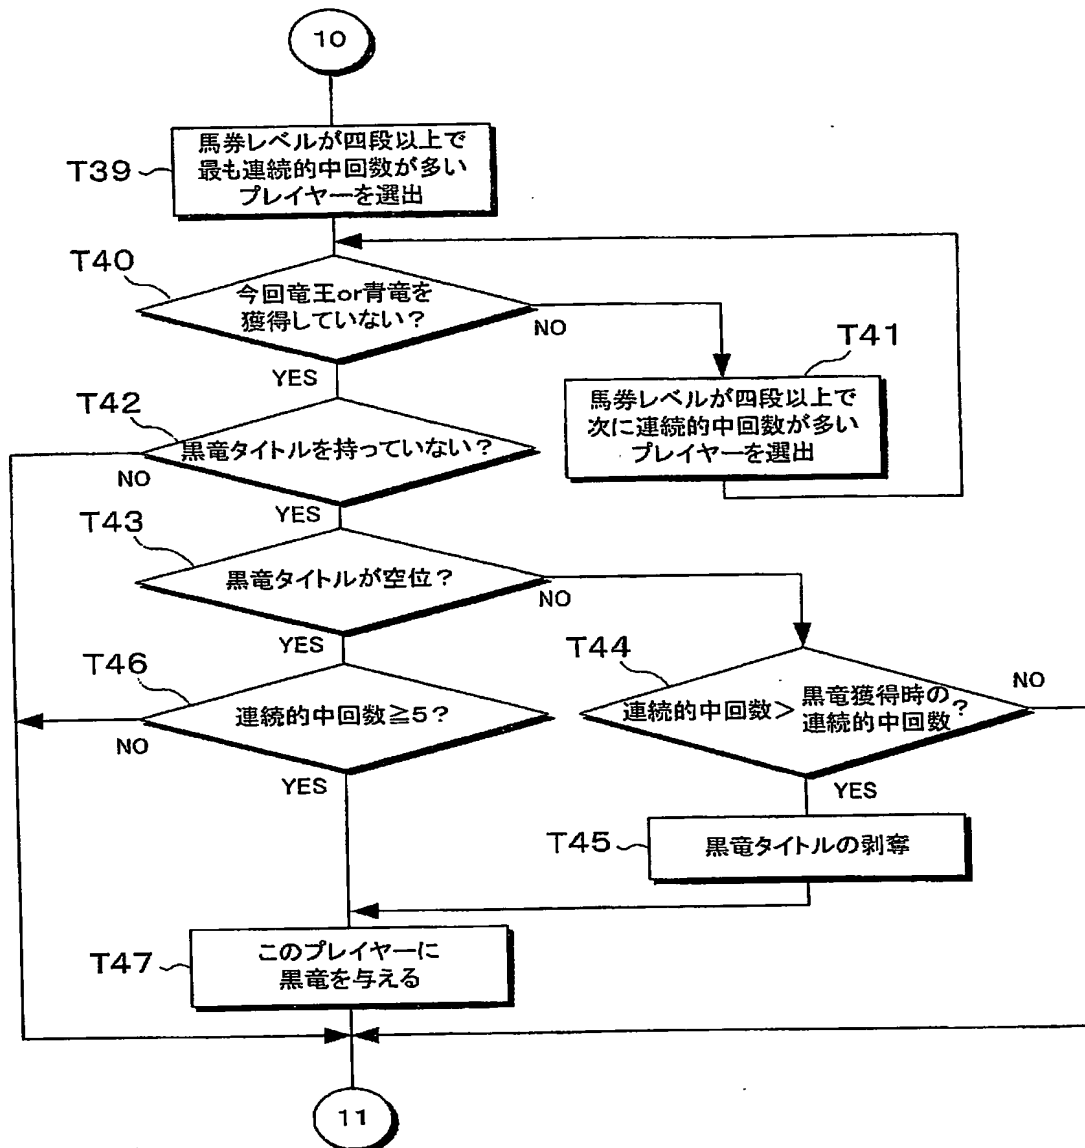 10
T39
馬券レベルが四段以上で
最も連続的中回数が多い
プレイヤーを選出
T40
今回竜王or青竜を
獲得していない？
NO
YES
T41
馬券レベルが四段以上で
次に連続的中回数が多い
プレイヤーを選出
T42
黒竜タイトルを持っていない？
NO
YES
T43
黒竜タイトルが空位？
NO
YES
T44
連続的中回数＞
黒竜獲得時の
連続的中回数
？
NO
YES
T46
連続的中回数≧5？
NO
YES
T45
黒竜タイトルの剥奪
T47
このプレイヤーに
黒竜を与える
11